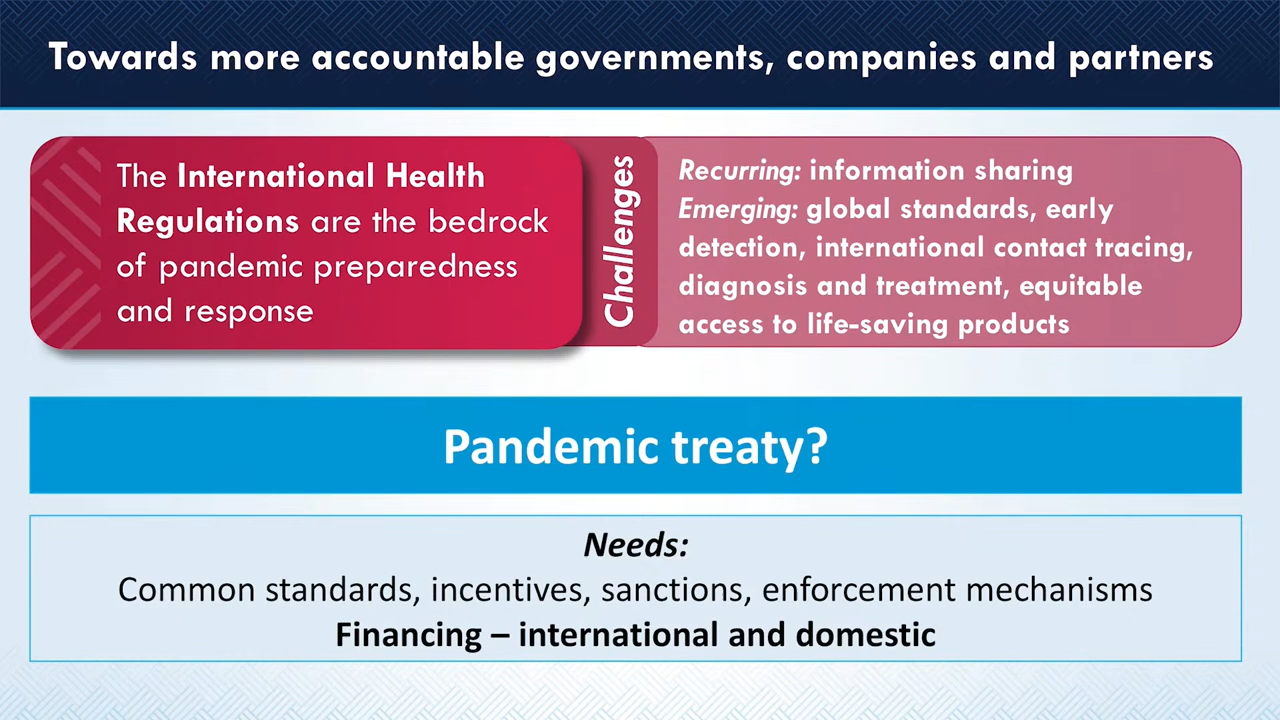 Towards more accountable governments, companies and partners
The International Health
Regulations are the bedrock
of pandemic preparedness
and response
Challenges
Recurring: information sharing
Emerging: global standards, early
detection, international contact tracing,
diagnosis and treatment, equitable
access to life-saving products
Pandemic treaty?
Needs:
Common standards, incentives, sanctions, enforcement mechanisms
Financing – international and domestic